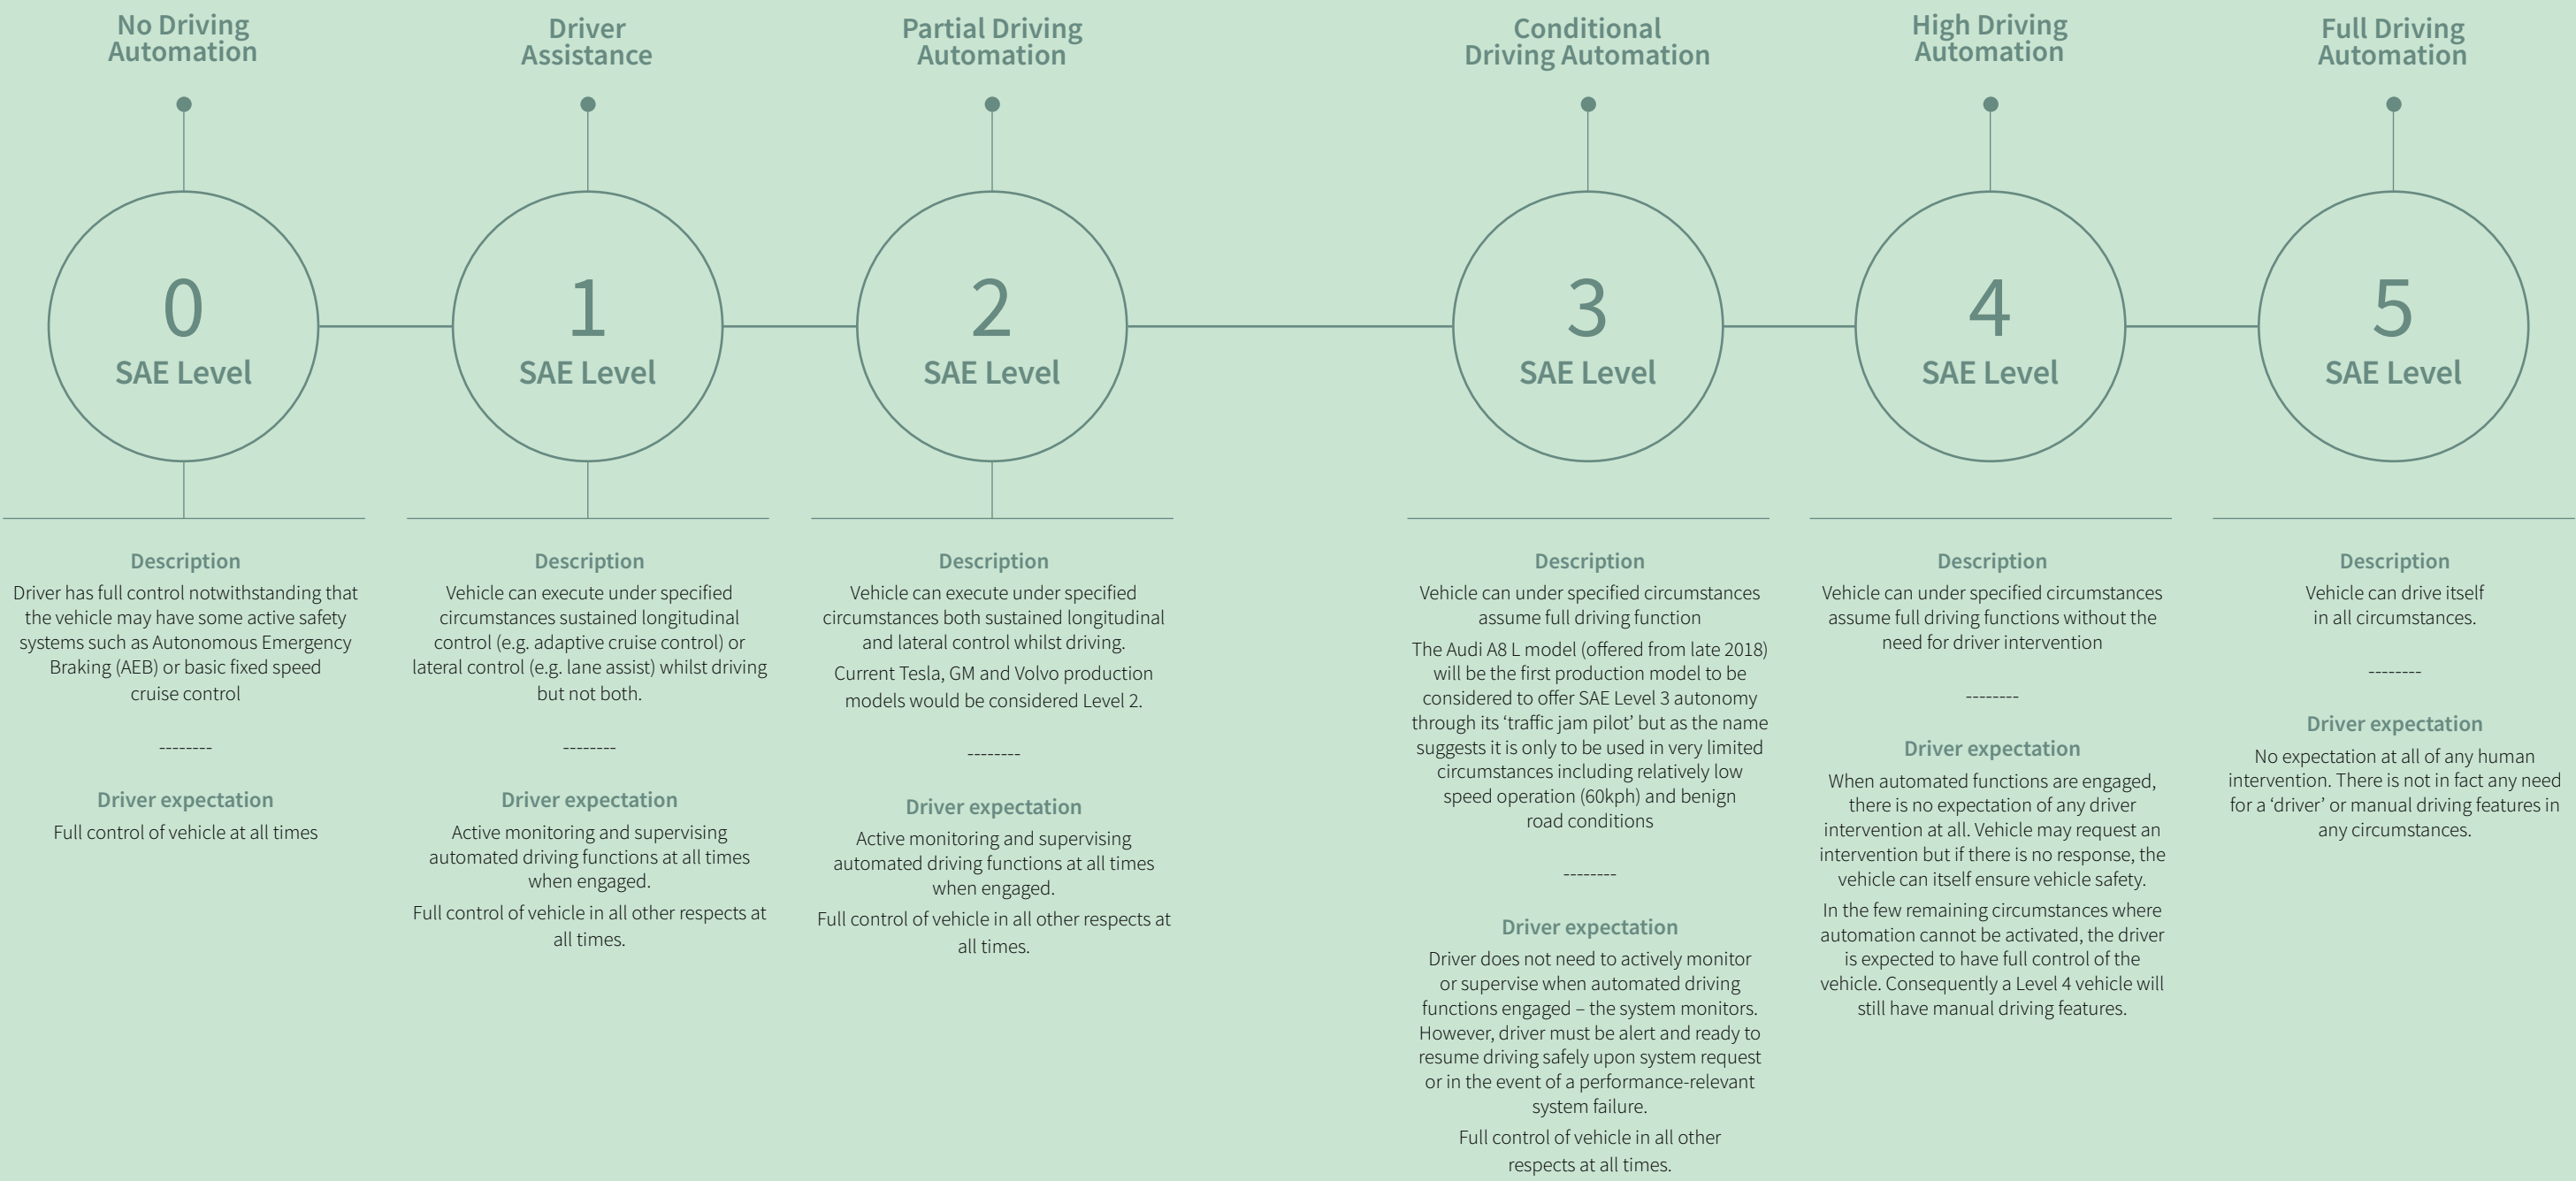 No Driving
Automation
0
SAE Level
Description
Driver has full control notwithstanding that
the vehicle may have some active safety
systems such as Autonomous Emergency
Braking (AEB) or basic fixed speed
cruise control
--------
Driver expectation
Full control of vehicle at all times
Driver
Assistance
1
SAE Level
Description
Vehicle can execute under specified
circumstances sustained longitudinal
control (e.g. adaptive cruise control) or
lateral control (e.g. lane assist) whilst driving
but not both.
--------
Driver expectation
Active monitoring and supervising
automated driving functions at all times
when engaged.
Full control of vehicle in all other respects at
all times.
Partial Driving
Automation
2
SAE Level
Description
Vehicle can execute under specified
circumstances both sustained longitudinal
and lateral control whilst driving.
Current Tesla, GM and Volvo production
models would be considered Level 2.
--------
Driver expectation
Active monitoring and supervising
automated driving functions at all times
when engaged.
Full control of vehicle in all other respects at
all times.
Conditional
Driving Automation
3
SAE Level
Description
Vehicle can under specified circumstances
assume full driving function
The Audi A8 L model (offered from late 2018)
will be the first production model to be
considered to offer SAE Level 3 autonomy
through its ‘traffic jam pilot’ but as the name
suggests it is only to be used in very limited
circumstances including relatively low
speed operation (60kph) and benign
road conditions
--------
Driver expectation
Driver does not need to actively monitor
or supervise when automated driving
functions engaged – the system monitors.
However, driver must be alert and ready to
resume driving safely upon system request
or in the event of a performance-relevant
system failure.
Full control of vehicle in all other
respects at all times.
High Driving
Automation
4
SAE Level
Description
Vehicle can under specified circumstances
assume full driving functions without the
need for driver intervention
--------
Driver expectation
When automated functions are engaged,
there is no expectation of any driver
intervention at all. Vehicle may request an
intervention but if there is no response, the
vehicle can itself ensure vehicle safety.
In the few remaining circumstances where
automation cannot be activated, the driver
is expected to have full control of the
vehicle. Consequently a Level 4 vehicle will
still have manual driving features.
Full Driving
Automation
5
SAE Level
Description
Vehicle can drive itself
in all circumstances.
--------
Driver expectation
No expectation at all of any human
intervention. There is not in fact any need
for a ‘driver’ or manual driving features in
any circumstances.